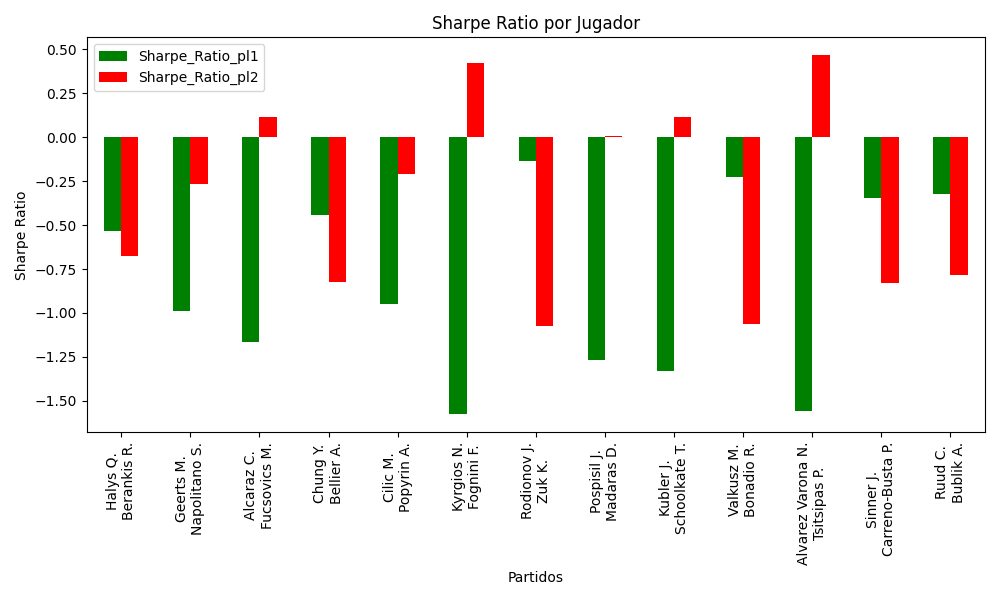 Sharpe Ratio por Jugador
Sharpe_Ratio_pl1
Sharpe_Ratio_pl2
Sharpe Ratio
0.50
0.25
0.00
−0.25
−0.50
−0.75
−1.00
−1.25
−1.50
Halys Q.
Berankis R.
Geerts M.
Napolitano S.
Alcaraz C.
Fucsovics M.
Chung Y.
Bellier A.
Cilic M.
Popyrin A.
Kyrgios N.
Fognini F.
Rodionov J.
Zuk K.
Pospisil J.
Madaras D.
Kubler J.
Schoolkate T.
Valkusz M.
Bonadio R.
Alvarez Varona N.
Tsitsipas P.
Sinner J.
Carreno-Busta P.
Ruud C.
Bublik A.
Partidos